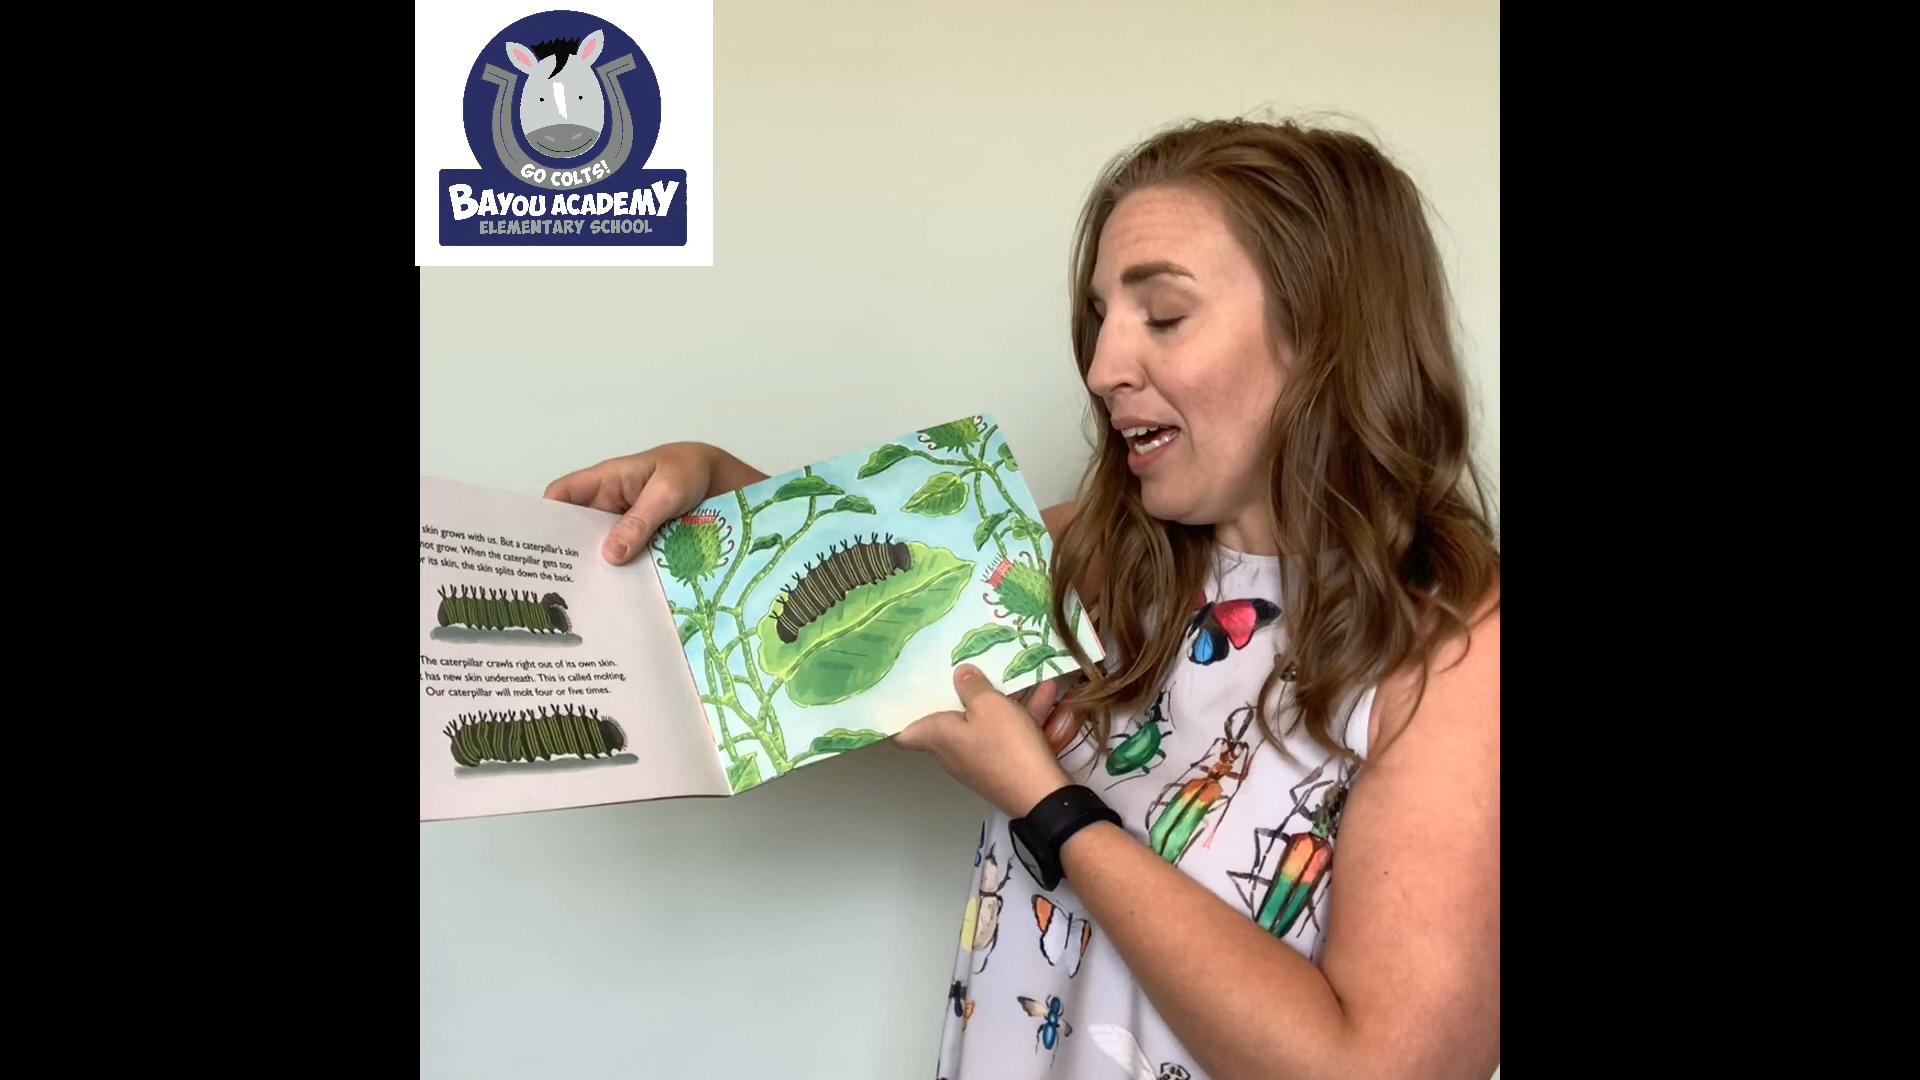 GO COLTS!
BAYOU ACADEMY
ELEMENTARY SCHOOL
skin grows with us. But a caterpillar's skin
not grow. When the caterpillar gets too
its skin, the skin splits down the back.
The caterpillar crawls right out of its own skin.
has new skin underneath. This is called molting.
Our caterpillar will molt four or five times.